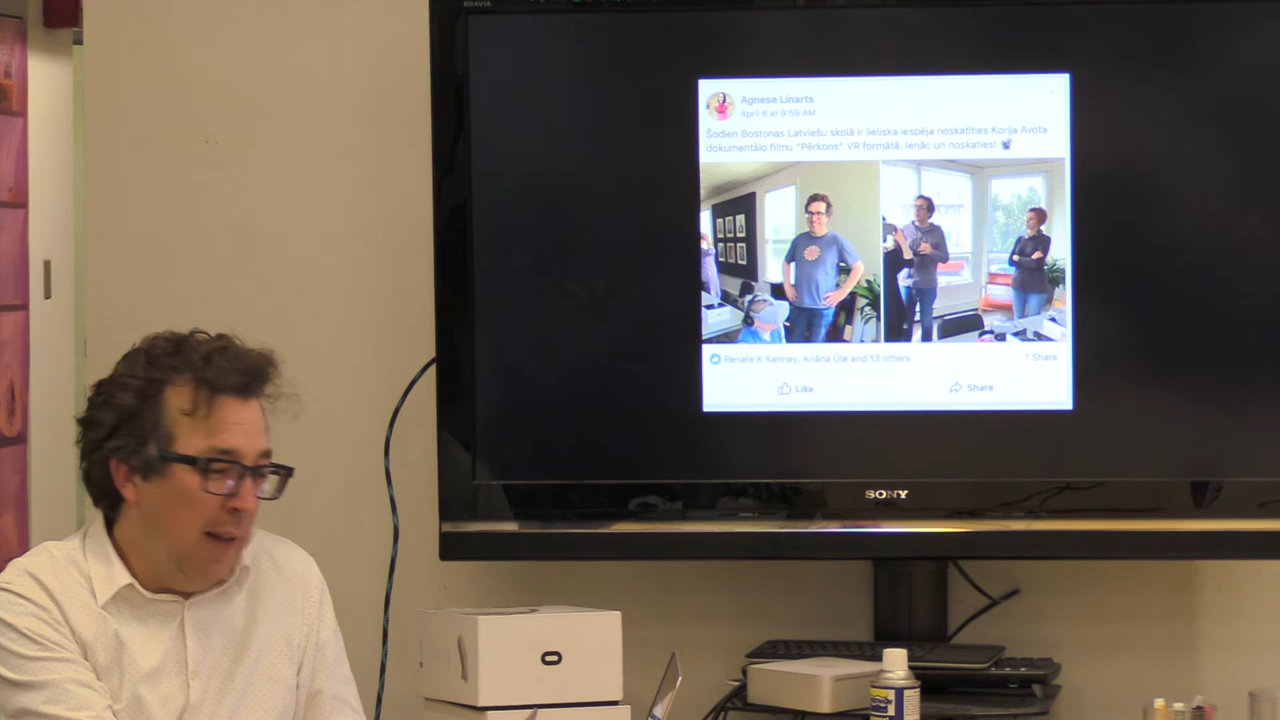 BRAVIA
Agnese Linarts
April 6 at 9:59 AM
Šodien Bostonas Latviešu skolā ir lieliska iespēja noskatīties Korija Avota
dokumentālo filmu "Pērkons" VR formātā. Ienāc un noskaties!
Renate K Kenney, Ariāna Ūle and 13 others
1 Share
Like
Share
SONY